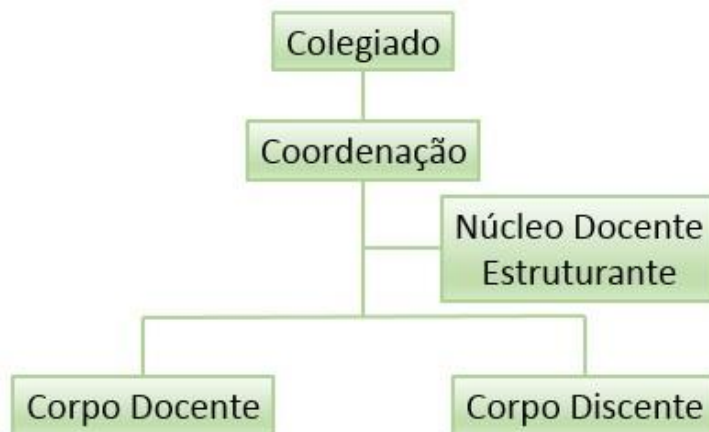 Colegiado
Coordenação
Núcleo Docente
Estruturante
Corpo Docente
Corpo Discente